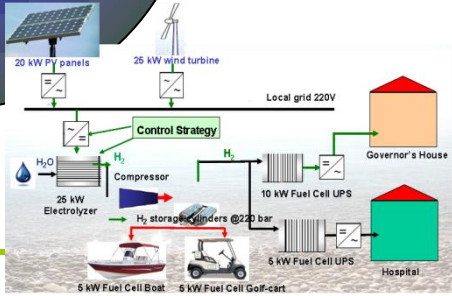 20 kW PV panels
25 kW wind turbine
=
~
~
=
Local grid 220V
~
=
Control Strategy
H2O
H2
H2
Compressor
Governor's House
25 kW
Electrolyzer
10 kW Fuel Cell UPS
=
~
H2 storage cylinders @220 bar
5 kW Fuel Cell UPS
=
~
Hospital
5 kW Fuel Cell Boat
5 kW Fuel Cell Golf-cart